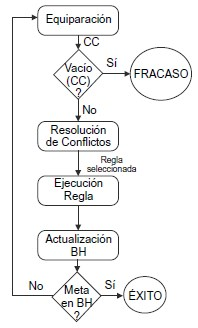 Equiparación
CC
Vacío
(CC)
?
Sí
FRACASO
No
Resolución
de Conflictos
Regla
seleccionada
Ejecución
Regla
Actualización
BH
No
Meta
en BH
?
Sí
ÉXITO